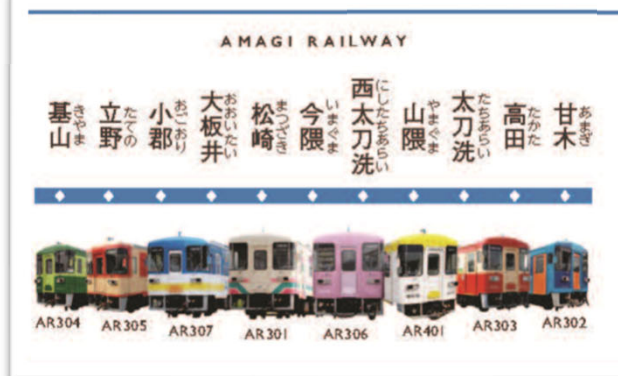 AMAGI RAILWAY
基山
きやま
立野
たての
小郡
おごおり
大板井
おおいたい
松崎
まつざき
今隈
いまぐま
西太刀洗
にしたちあらい
山隈
やまぐま
太刀洗
たちあらい
高田
たかた
甘木
あまぎ
AR304
AR305
AR307
AR301
AR306
AR401
AR303
AR302